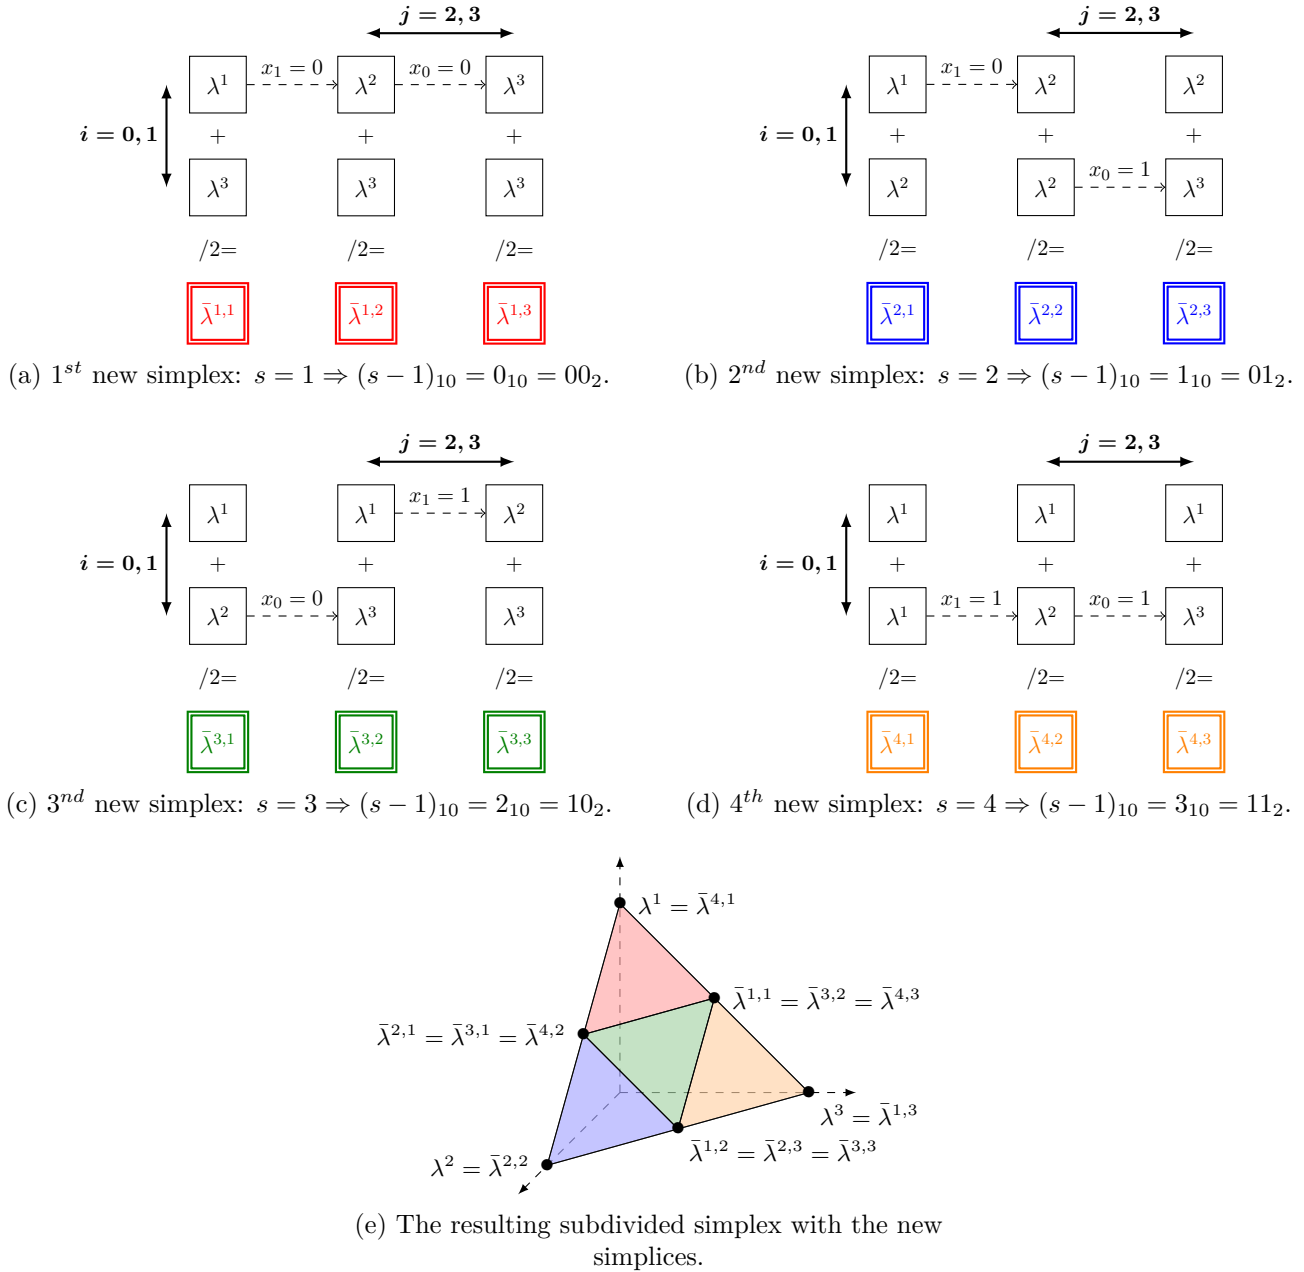 j = 2, 3
λ¹ x₁ = 0 λ² x₀ = 0 λ³
i = 0, 1 + + +
λ³ λ³ λ³
/2= /2= /2=
λ̄¹,¹ λ̄¹,² λ̄¹,³
(a) 1ˢᵗ new simplex: s = 1 ⇒ (s − 1)₁₀ = 0₁₀ = 00₂.
j = 2, 3
λ¹ x₁ = 0 λ² λ²
i = 0, 1 + + +
λ² λ² x₀ = 1 λ³
/2= /2= /2=
λ̄²,¹ λ̄²,² λ̄²,³
(b) 2ⁿᵈ new simplex: s = 2 ⇒ (s − 1)₁₀ = 1₁₀ = 01₂.
j = 2, 3
λ¹ λ¹ x₁ = 1 λ²
i = 0, 1 + + +
λ² x₀ = 0 λ³ λ³
/2= /2= /2=
λ̄³,¹ λ̄³,² λ̄³,³
(c) 3ⁿᵈ new simplex: s = 3 ⇒ (s − 1)₁₀ = 2₁₀ = 10₂.
j = 2, 3
λ¹ λ¹ λ¹
i = 0, 1 + + +
λ¹ x₁ = 1 λ² x₀ = 1 λ³
/2= /2= /2=
λ̄⁴,¹ λ̄⁴,² λ̄⁴,³
(d) 4ᵗʰ new simplex: s = 4 ⇒ (s − 1)₁₀ = 3₁₀ = 11₂.
λ¹ = λ̄⁴,¹
λ̄¹,¹ = λ̄³,² = λ̄⁴,³
λ̄²,¹ = λ̄³,¹ = λ̄⁴,²
λ³ = λ̄¹,³
λ̄¹,² = λ̄²,³ = λ̄³,³
λ² = λ̄²,²
(e) The resulting subdivided simplex with the new
simplices.